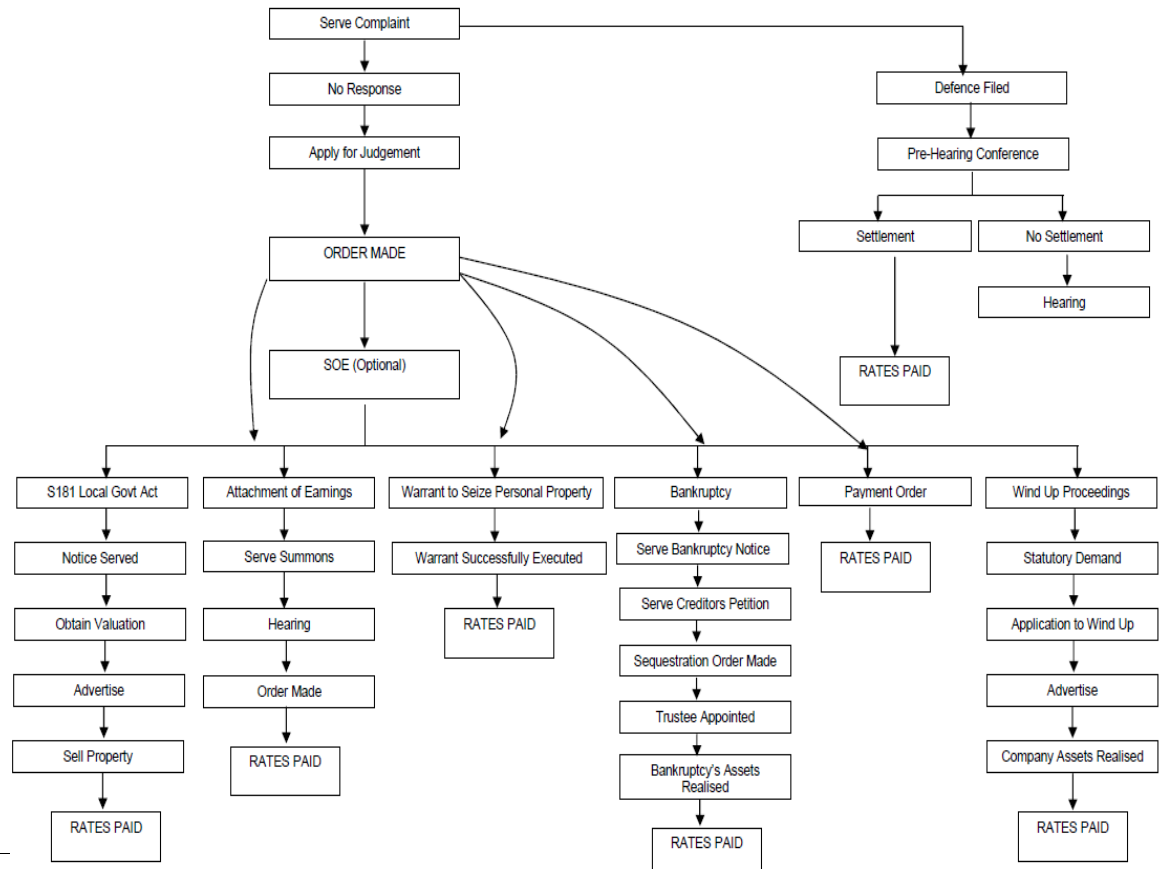 Serve Complaint
No Response
Defence Filed
Apply for Judgement
Pre-Hearing Conference
Settlement
No Settlement
ORDER MADE
Hearing
SOE (Optional)
RATES PAID
S181 Local Govt Act
Attachment of Earnings
Warrant to Seize Personal Property
Bankruptcy
Payment Order
Wind Up Proceedings
Notice Served
Serve Summons
Warrant Successfully Executed
Serve Bankruptcy Notice
RATES PAID
Statutory Demand
Obtain Valuation
Hearing
RATES PAID
Serve Creditors Petition
Application to Wind Up
Advertise
Order Made
Sequestration Order Made
Advertise
Sell Property
RATES PAID
Trustee Appointed
Company Assets Realised
Bankruptcy's Assets
Realised
RATES PAID
RATES PAID
RATES PAID